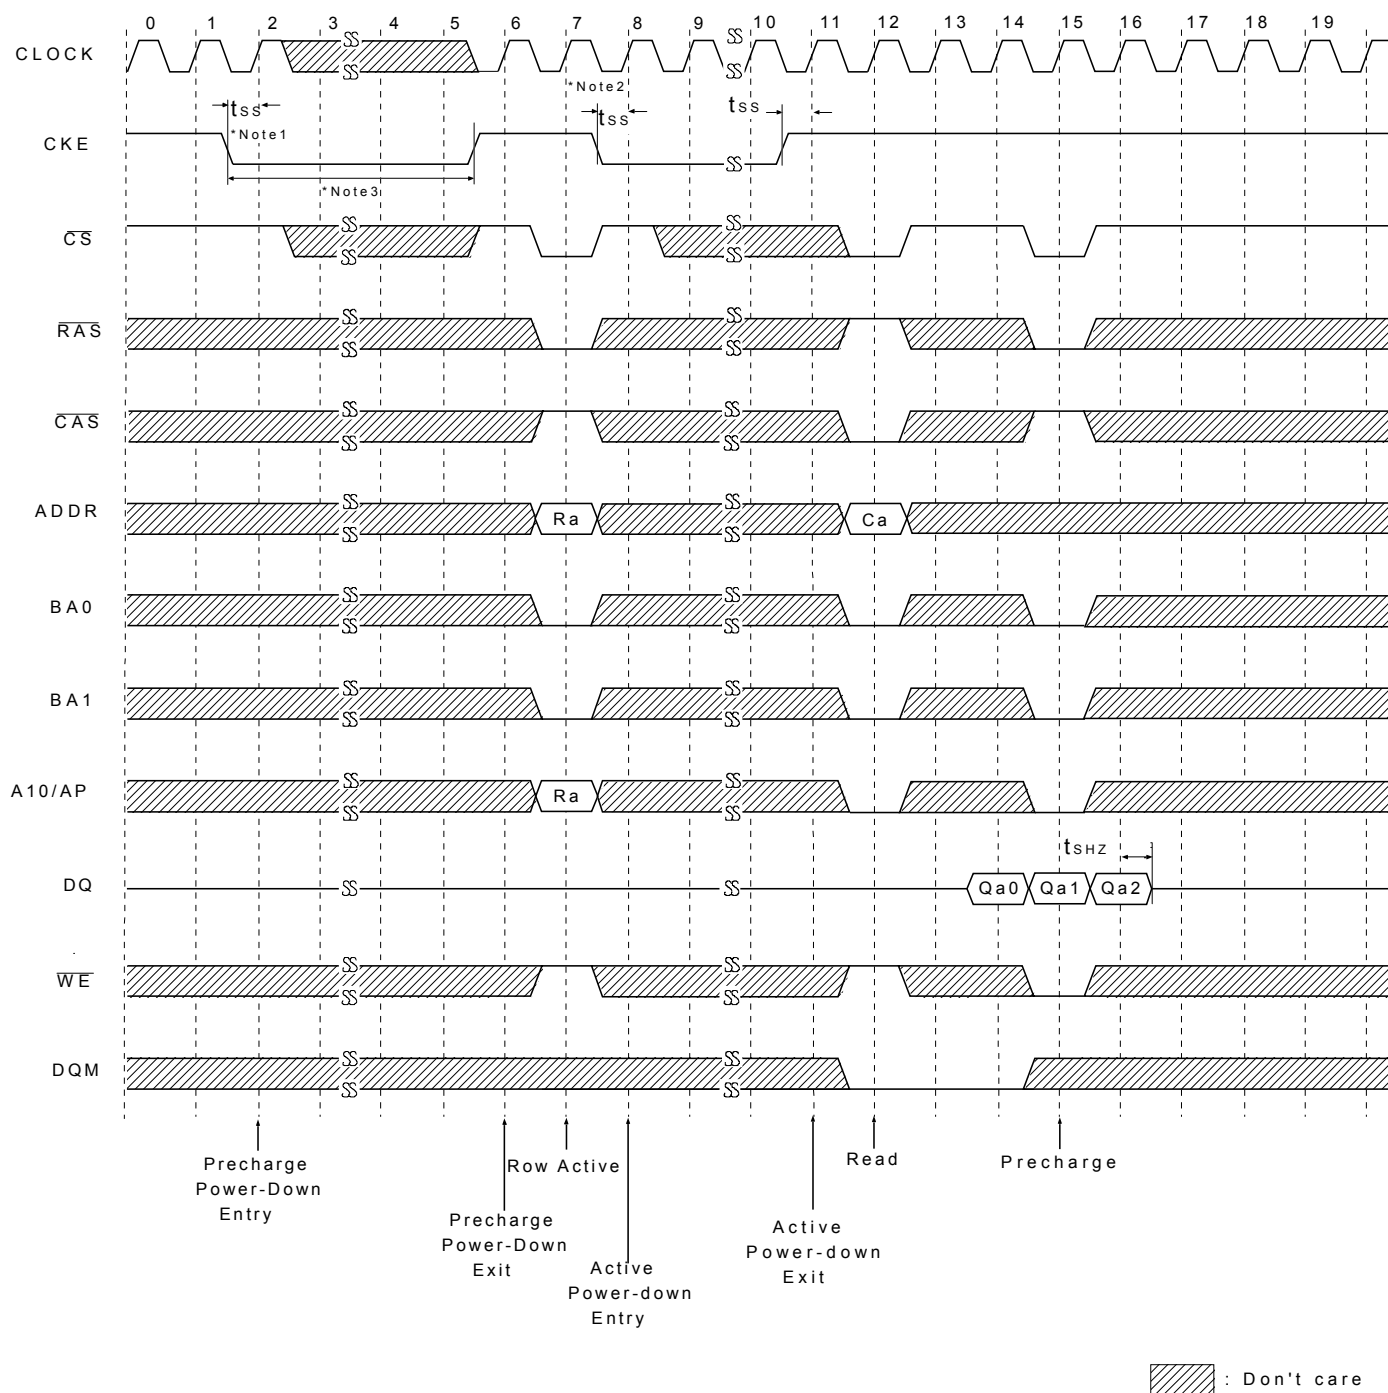 0 1 2 3 4 5 6 7 8 9 10 11 12 13 14 15 16 17 18 19
CLOCK
*Note2
tSS tSS tSS
*Note1
CKE
*Note3
CS
RAS
CAS
ADDR Ra Ca
BA0
BA1
A10/AP Ra
tSHZ
DQ Qa0 Qa1 Qa2
WE
DQM
Precharge
Power-Down
Entry
Precharge
Power-Down
Exit
Row Active
Active
Power-down
Entry
Active
Power-down
Exit
Read
Precharge
: Don't care